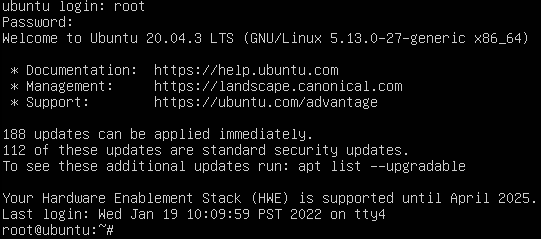 ubuntu login: root
Password:
Welcome to Ubuntu 20.04.3 LTS (GNU/Linux 5.13.0-27-generic x86_64)
* Documentation: https://help.ubuntu.com
* Management: https://landscape.canonical.com
* Support: https://ubuntu.com/advantage
188 updates can be applied immediately.
112 of these updates are standard security updates.
To see these additional updates run: apt list --upgradable
Your Hardware Enablement Stack (HWE) is supported until April 2025.
Last login: Wed Jan 19 10:09:59 PST 2022 on tty4
root@ubuntu:~#